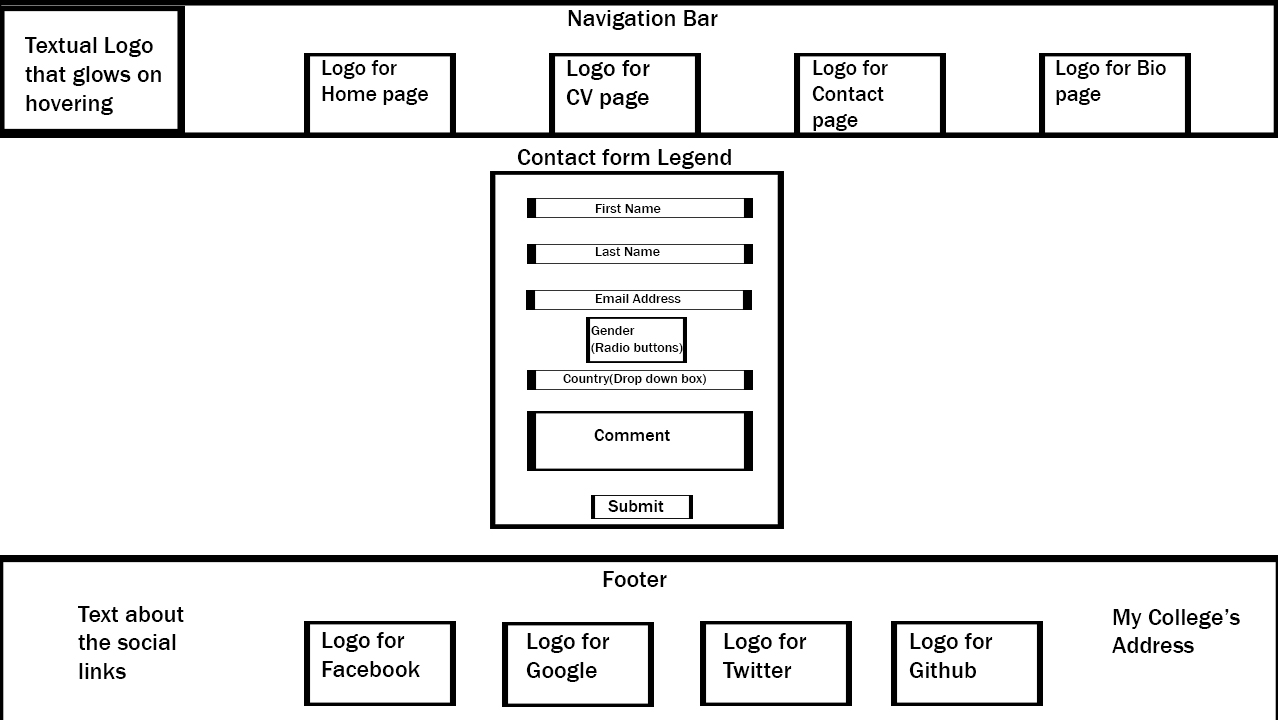 Navigation Bar
Textual Logo
that glows on
hovering
Logo for
Home page
Logo for
CV page
Logo for
Contact
page
Logo for Bio
page
Contact form Legend
First Name
Last Name
Email Address
Gender
(Radio buttons)
Country(Drop down box)
Comment
Submit
Footer
Text about
the social
links
Logo for
Facebook
Logo for
Google
Logo for
Twitter
Logo for
Github
My College’s
Address